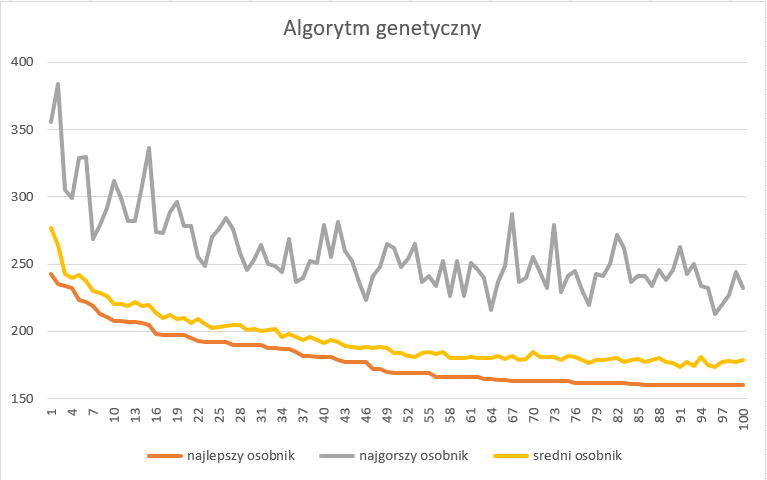 Algorytm genetyczny
400
350
300
250
200
150
1 4 7 10 13 16 19 22 25 28 31 34 37 40 43 46 49 52 55 58 61 64 67 70 73 76 79 82 85 88 91 94 97 100
najlepszy osobnik najgorszy osobnik sredni osobnik